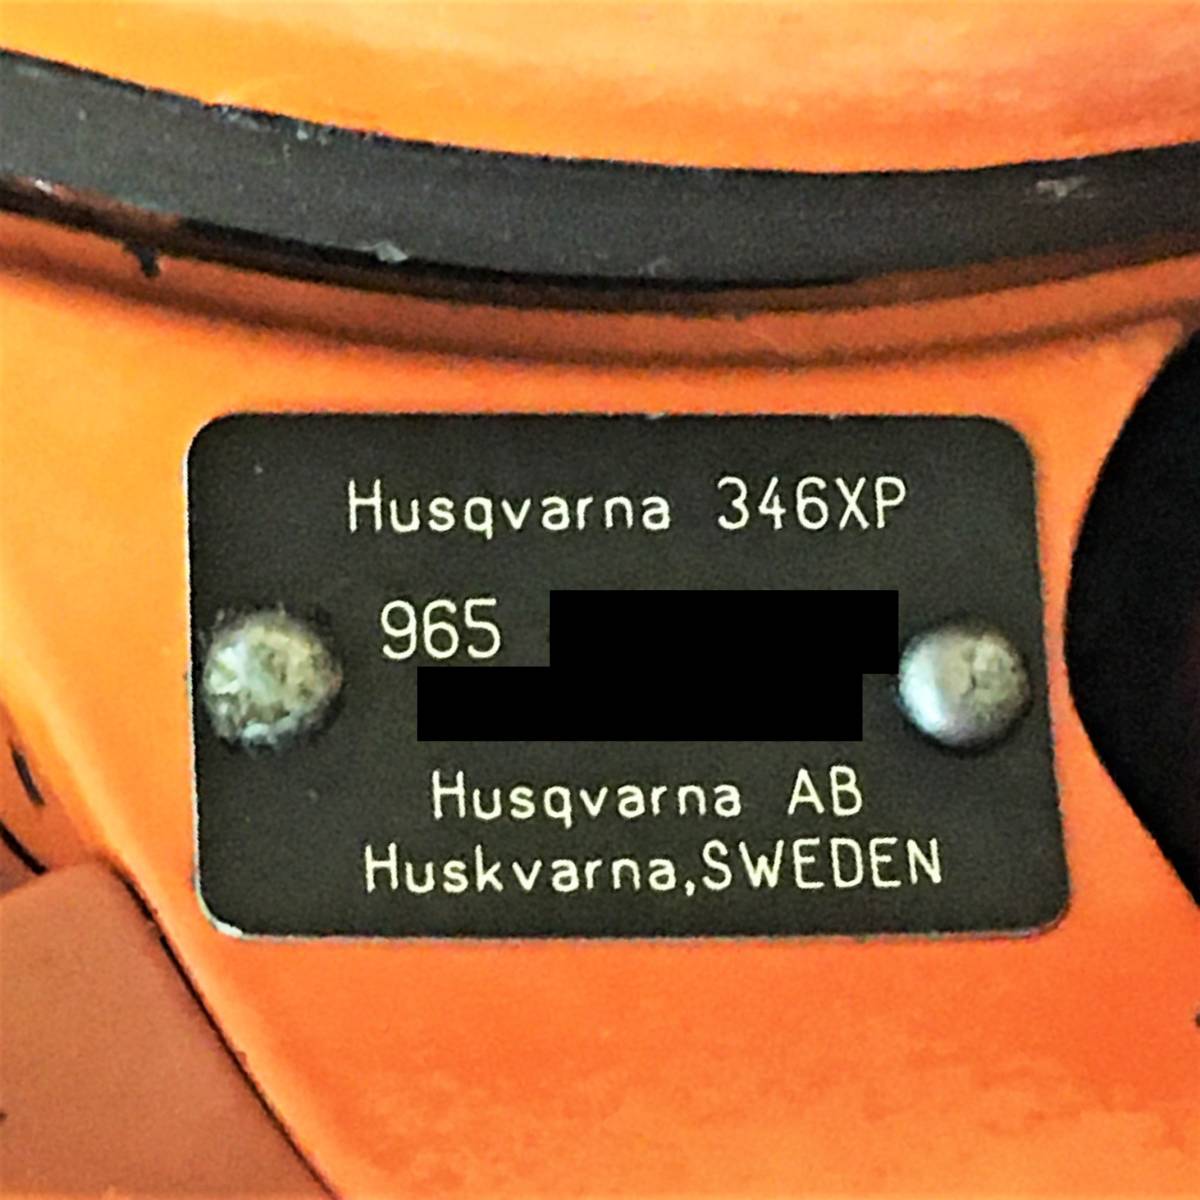 Husqvarna 346XP
965
Husqvarna AB
Huskvarna,SWEDEN